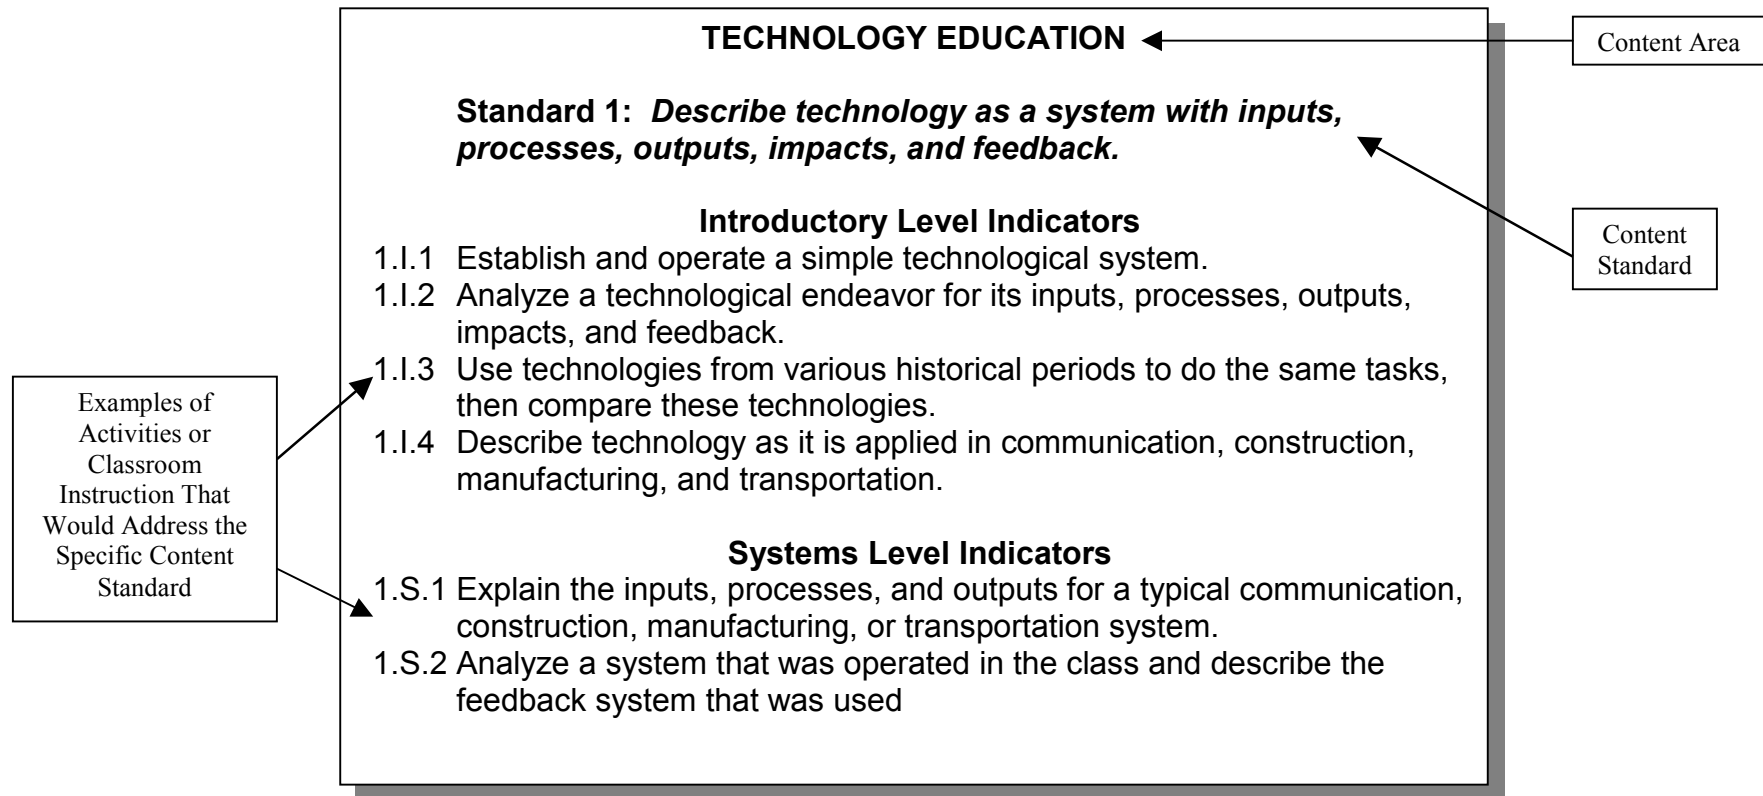 TECHNOLOGY EDUCATION
Content Area
Standard 1: Describe technology as a system with inputs,
processes, outputs, impacts, and feedback.
Content
Standard
Introductory Level Indicators
1.I.1 Establish and operate a simple technological system.
1.I.2 Analyze a technological endeavor for its inputs, processes, outputs,
impacts, and feedback.
1.I.3 Use technologies from various historical periods to do the same tasks,
then compare these technologies.
1.I.4 Describe technology as it is applied in communication, construction,
manufacturing, and transportation.
Examples of
Activities or
Classroom
Instruction That
Would Address the
Specific Content
Standard
Systems Level Indicators
1.S.1 Explain the inputs, processes, and outputs for a typical communication,
construction, manufacturing, or transportation system.
1.S.2 Analyze a system that was operated in the class and describe the
feedback system that was used